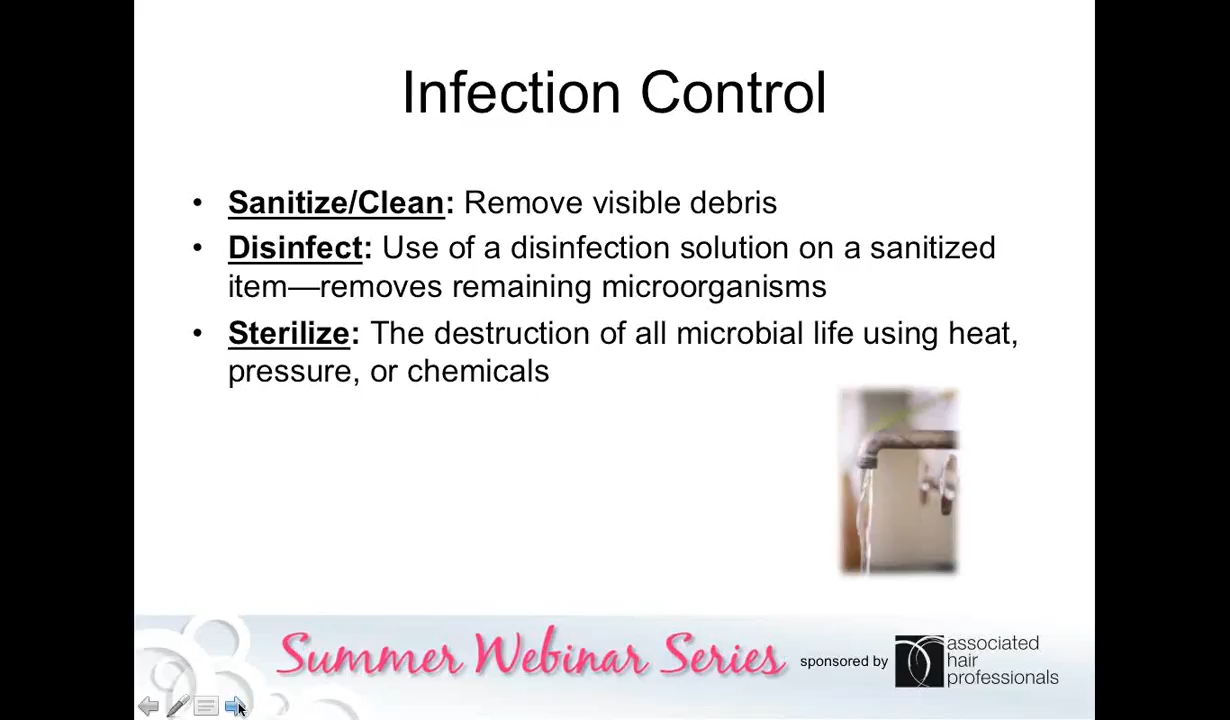 Infection Control
• Sanitize/Clean: Remove visible debris
• Disinfect: Use of a disinfection solution on a sanitized
item—removes remaining microorganisms
• Sterilize: The destruction of all microbial life using heat,
pressure, or chemicals
Summer Webinar Series
sponsored by
associated
hair
professionals